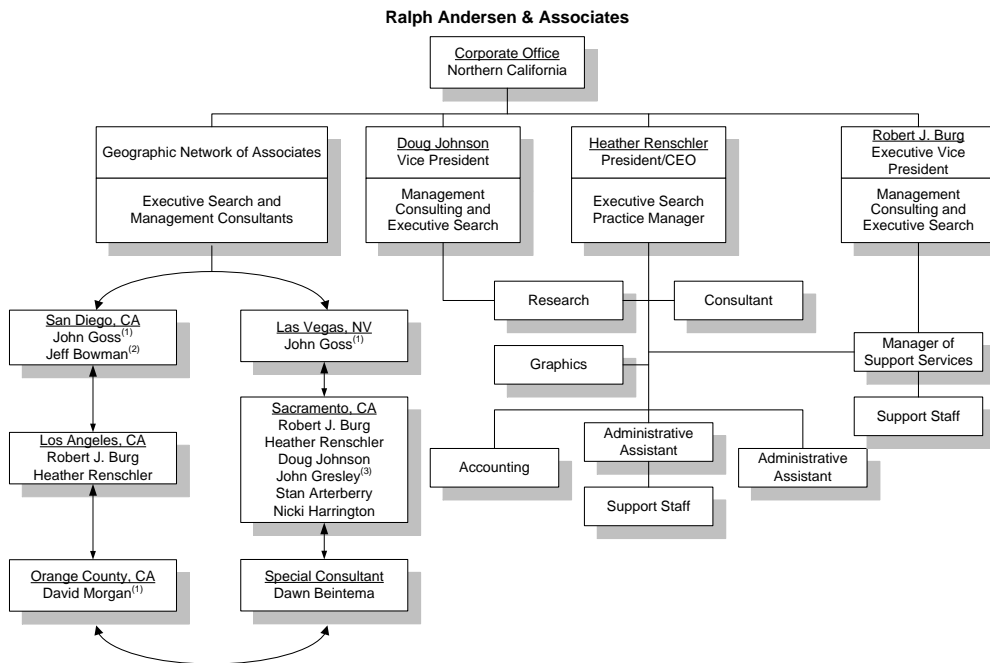 Ralph Andersen & Associates
Corporate Office
Northern California
Geographic Network of Associates
Executive Search and
Management Consultants
Doug Johnson
Vice President
Management
Consulting and
Executive Search
Heather Renschler
President/CEO
Executive Search
Practice Manager
Robert J. Burg
Executive Vice
President
Management
Consulting and
Executive Search
San Diego, CA
John Goss(1)
Jeff Bowman(2)
Las Vegas, NV
John Goss(1)
Research
Consultant
Graphics
Manager of
Support Services
Support Staff
Los Angeles, CA
Robert J. Burg
Heather Renschler
Sacramento, CA
Robert J. Burg
Heather Renschler
Doug Johnson
John Gresley(3)
Stan Arterberry
Nicki Harrington
Accounting
Administrative
Assistant
Administrative
Assistant
Support Staff
Orange County, CA
David Morgan(1)
Special Consultant
Dawn Beintema